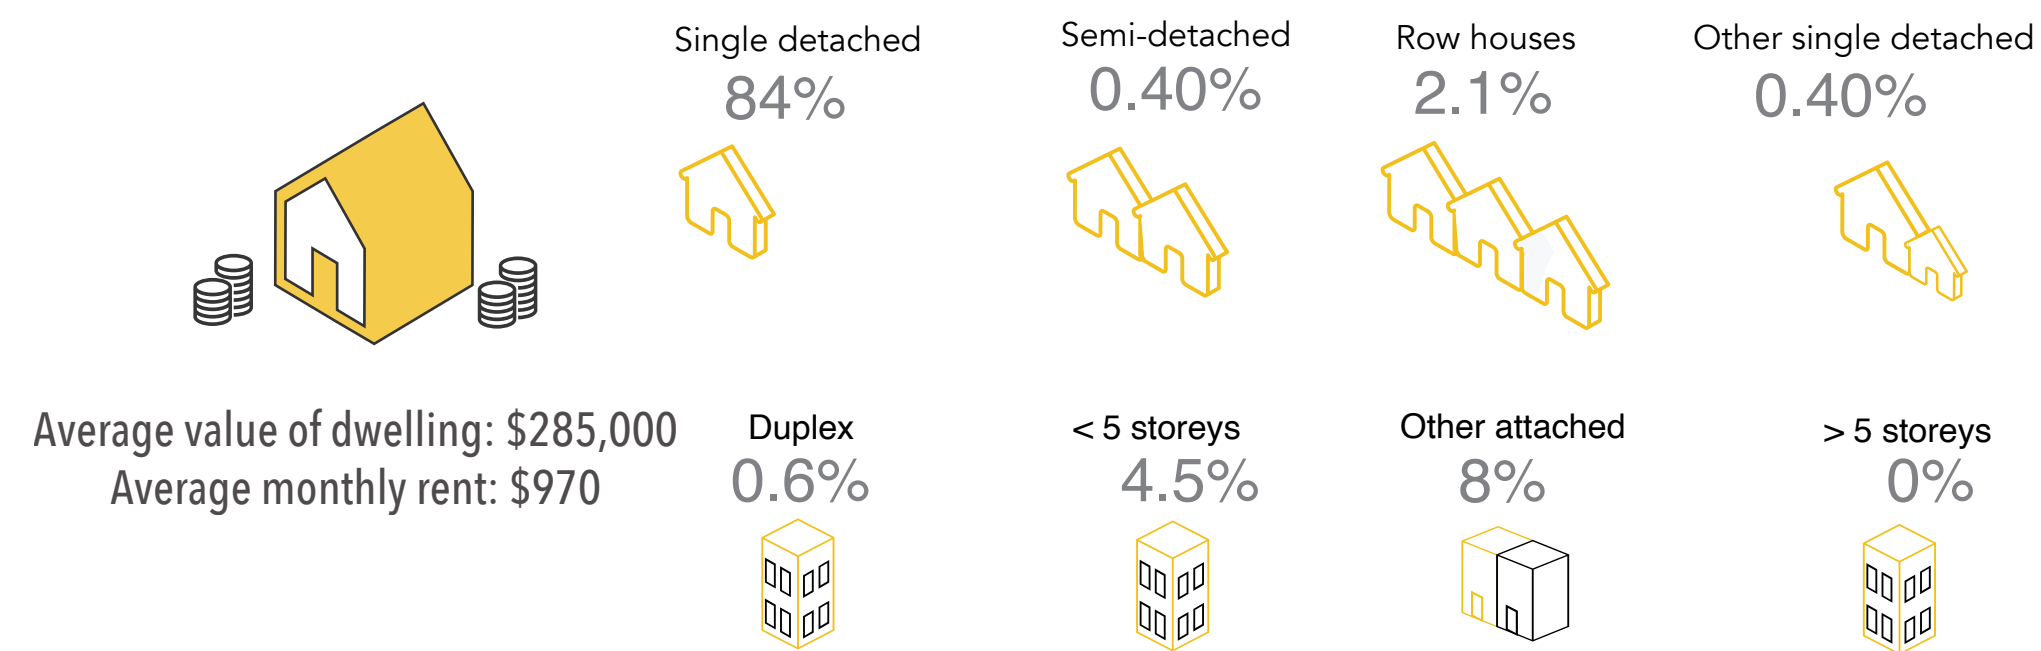 Single detached
84%
Semi-detached
0.40%
Row houses
2.1%
Other single detached
0.40%
Average value of dwelling: $285,000
Average monthly rent: $970
Duplex
0.6%
< 5 storeys
4.5%
Other attached
8%
> 5 storeys
0%